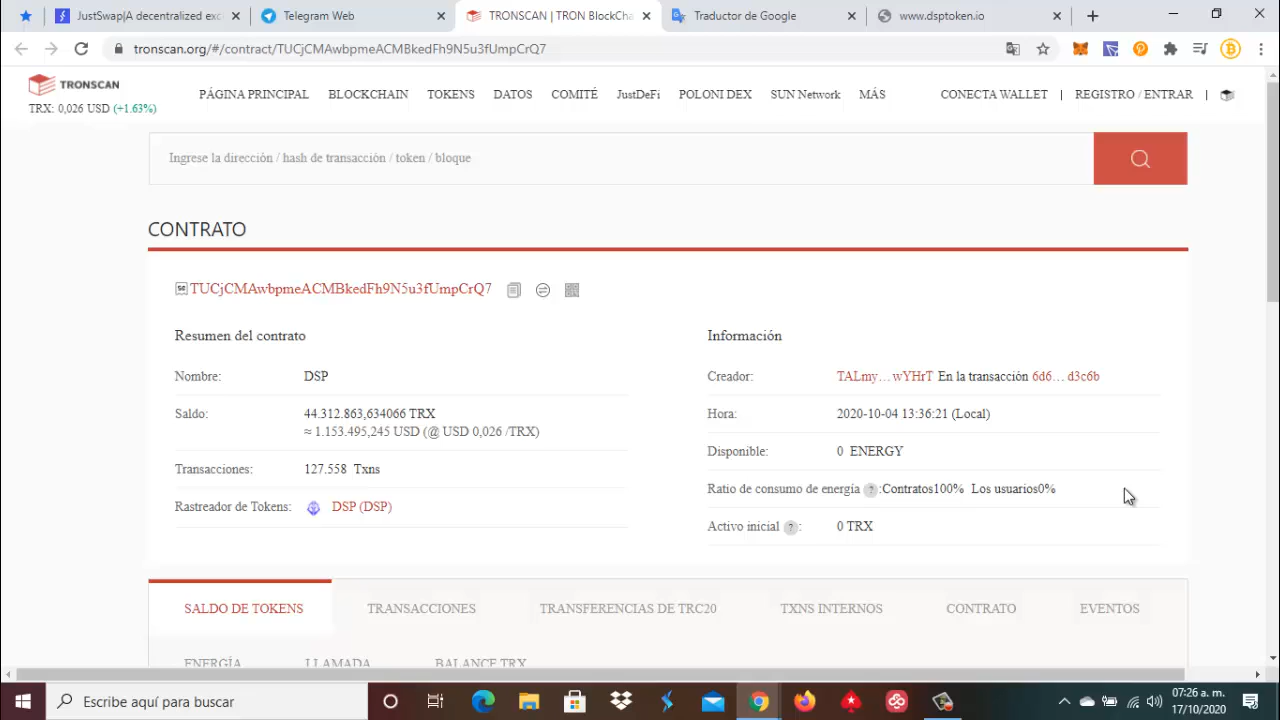 JustSwap|A decentralized exc
Telegram Web
TRONSCAN | TRON BlockCha
Traductor de Google
www.dsptoken.io
tronscan.org/#/contract/TUCjCMAwbpmeACMBkedFh9N5u3fUmpCrQ7
TRONSCAN
TRX: 0,026 USD (+1.63%)
PÁGINA PRINCIPAL BLOCKCHAIN TOKENS DATOS COMITÉ JustDeFi POLONI DEX SUN Network MÁS CONECTA WALLET | REGISTRO / ENTRAR |
Ingrese la dirección / hash de transacción / token / bloque
CONTRATO
TUCjCMAwbpmeACMBkedFh9N5u3fUmpCrQ7
Resumen del contrato
Nombre: DSP
Saldo: 44.312.863,634066 TRX
≈ 1.153.495,245 USD (@ USD 0,026 /TRX)
Transacciones: 127.558 Txns
Rastreador de Tokens: DSP (DSP)
Información
Creador: TALmy… wYHrT En la transacción 6d6… d3c6b
Hora: 2020-10-04 13:36:21 (Local)
Disponible: 0 ENERGY
Ratio de consumo de energía ? :Contratos100% Los usuarios0%
Activo inicial ? : 0 TRX
SALDO DE TOKENS TRANSACCIONES TRANSFERENCIAS DE TRC20 TXNS INTERNOS CONTRATO EVENTOS
ENERGÍA LLAMADA BALANCE TRX
Escribe aquí para buscar
07:26 a. m.
17/10/2020